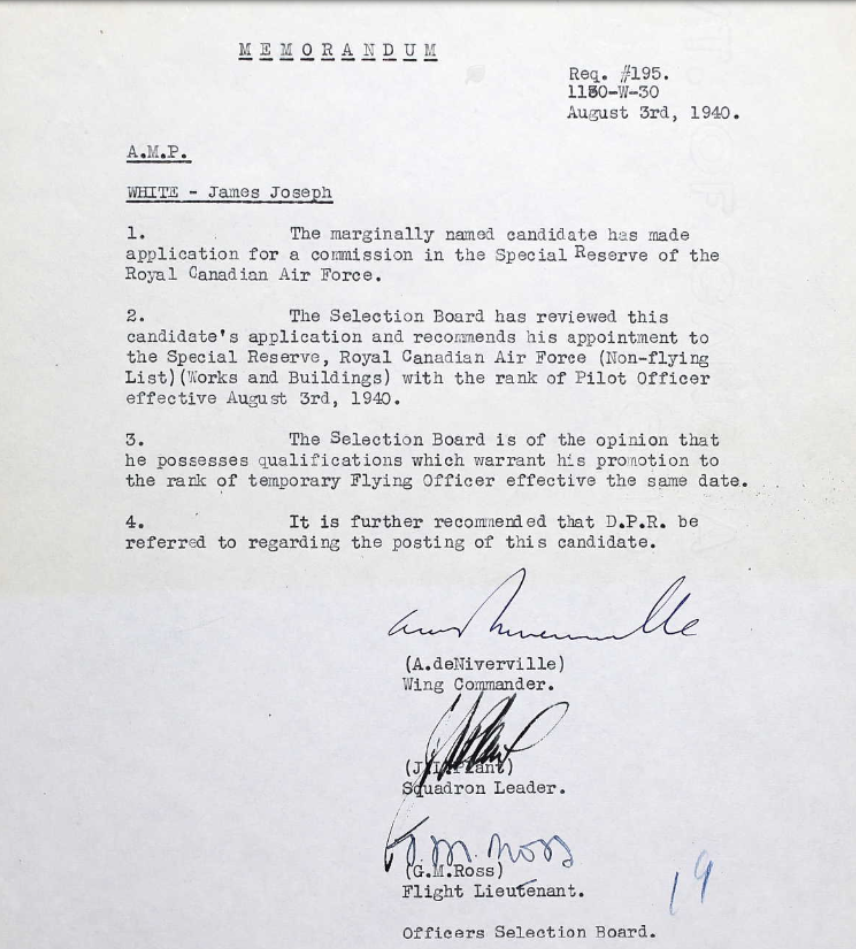 MEMORANDUM
Req. #195.
1180-W-30
August 3rd, 1940.
A.M.P.
WHITE - James Joseph
1. The marginally named candidate has made
application for a commission in the Special Reserve of the
Royal Canadian Air Force.
2. The Selection Board has reviewed this
candidate's application and recommends his appointment to
the Special Reserve, Royal Canadian Air Force (Non-flying
List)(Works and Buildings) with the rank of Pilot Officer
effective August 3rd, 1940.
3. The Selection Board is of the opinion that
he possesses qualifications which warrant his promotion to
the rank of temporary Flying Officer effective the same date.
4. It is further recommended that D.P.R. be
referred to regarding the posting of this candidate.
(A.deNiverville)
Wing Commander.
(J.L.Plant)
Squadron Leader.
G.M. Ross
(G.M.Ross)
Flight Lieutenant.
19
Officers Selection Board.